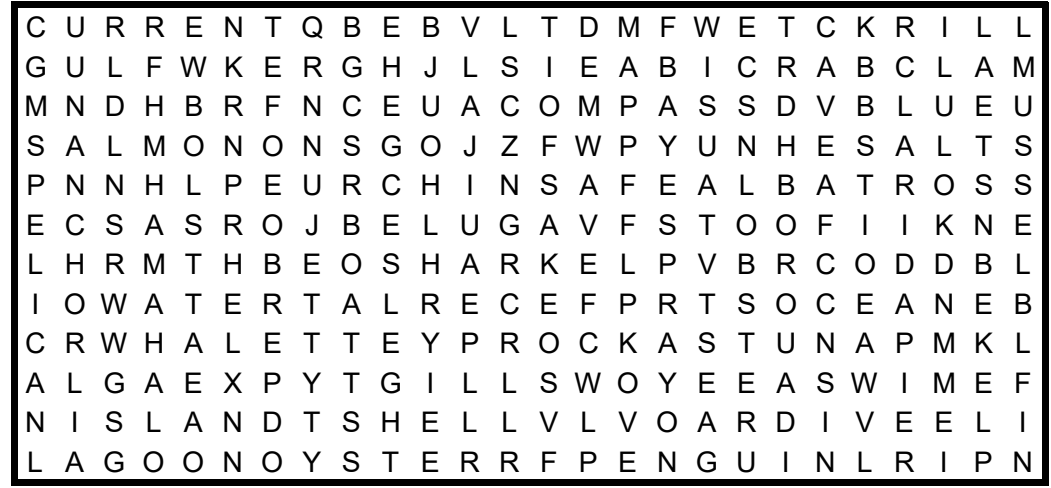 C U R R E N T Q B E B V L T D M F W E T C K R I L L
G U L F W K E R G H J L S I E A B I C R A B C L A M
M N D H B R F N C E U A C O M P A S S D V B L U E U
S A L M O N O N S G O J Z F W P Y U N H E S A L T S
P N N H L P E U R C H I N S A F E A L B A T R O S S
E C S A S R O J B E L U G A V F S T O O F I I K N E
L H R M T H B E O S H A R K E L P V B R C O D D B L
I O W A T E R T A L R E C E F P R T S O C E A N E B
C R W H A L E T T E Y P R O C K A S T U N A P M K L
A L G A E X P Y T G I L L S W O Y E E A S W I M E F
N I S L A N D T S H E L L V L V O A R D I V E E L I
L A G O O N O Y S T E R R F P E N G U I N L R I P N